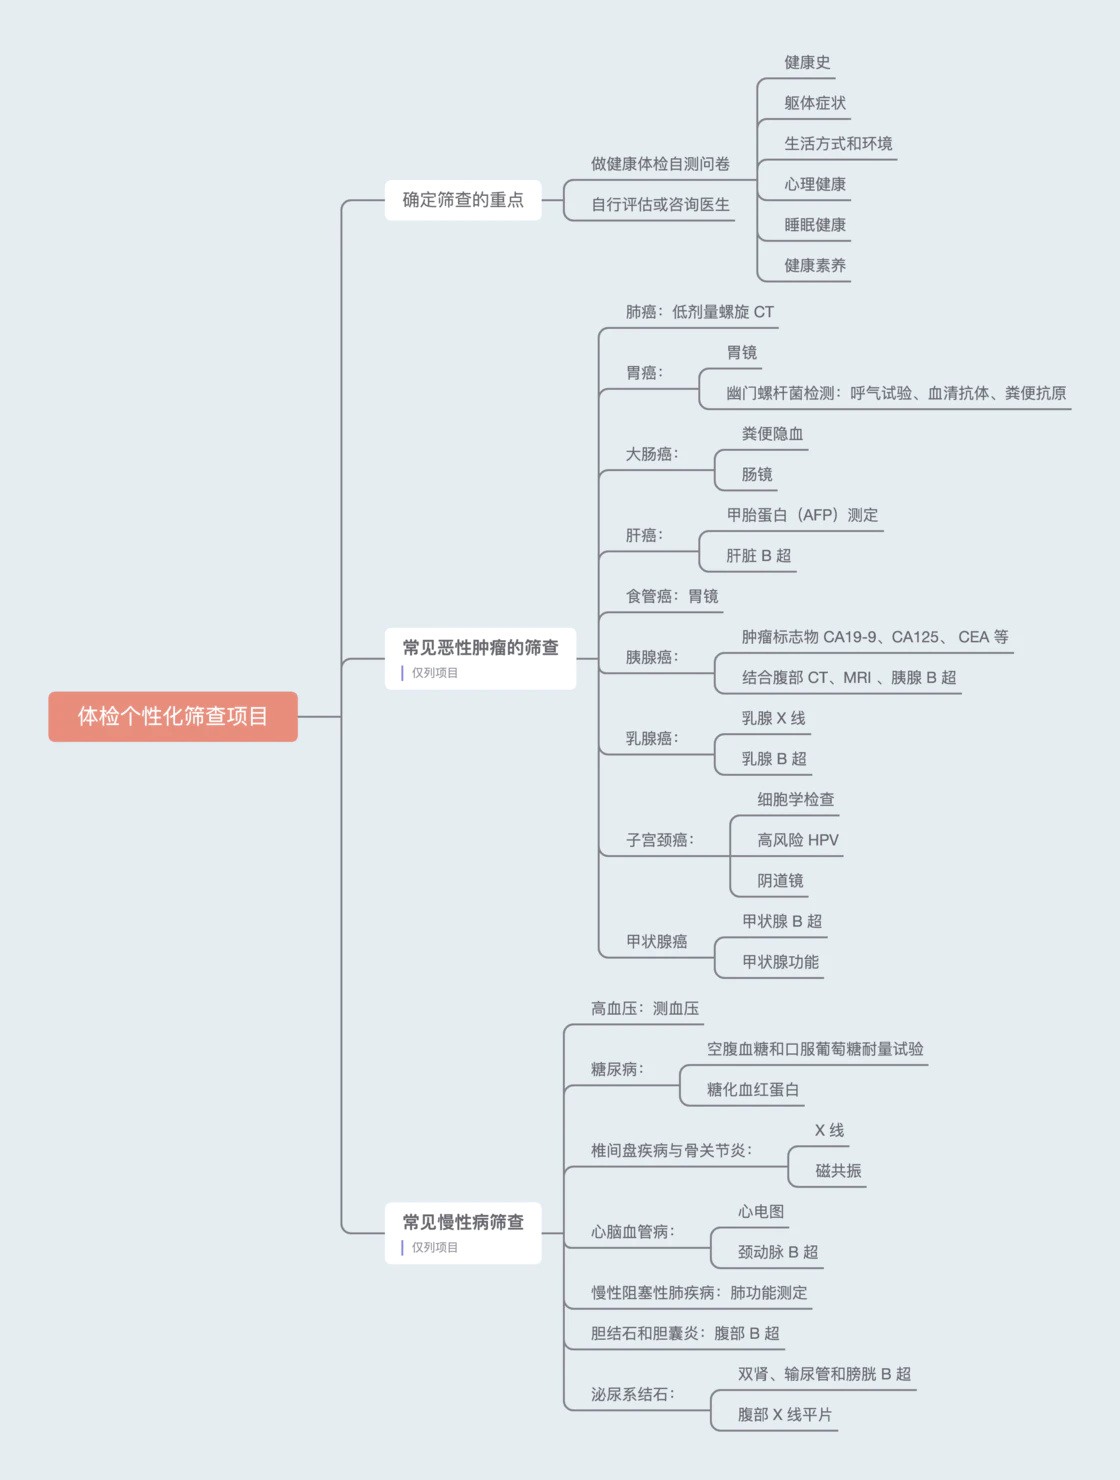 体检个性化筛查项目
确定筛查的重点
做健康体检自测问卷
健康史
躯体症状
生活方式和环境
心理健康
睡眠健康
健康素养
自行评估或咨询医生
常见恶性肿瘤的筛查
仅列项目
肺癌：低剂量螺旋 CT
胃癌：
胃镜
幽门螺杆菌检测：呼气试验、血清抗体、粪便抗原
大肠癌：
粪便隐血
肠镜
肝癌：
甲胎蛋白（AFP）测定
肝脏 B 超
食管癌：胃镜
胰腺癌：
肿瘤标志物 CA19-9、CA125、 CEA 等
结合腹部 CT、MRI 、胰腺 B 超
乳腺癌：
乳腺 X 线
乳腺 B 超
子宫颈癌：
细胞学检查
高风险 HPV
阴道镜
甲状腺癌
甲状腺 B 超
甲状腺功能
常见慢性病筛查
仅列项目
高血压：测血压
糖尿病：
空腹血糖和口服葡萄糖耐量试验
糖化血红蛋白
椎间盘疾病与骨关节炎：
X 线
磁共振
心脑血管病：
心电图
颈动脉 B 超
慢性阻塞性肺疾病：肺功能测定
胆结石和胆囊炎：腹部 B 超
泌尿系结石：
双肾、输尿管和膀胱 B 超
腹部 X 线平片